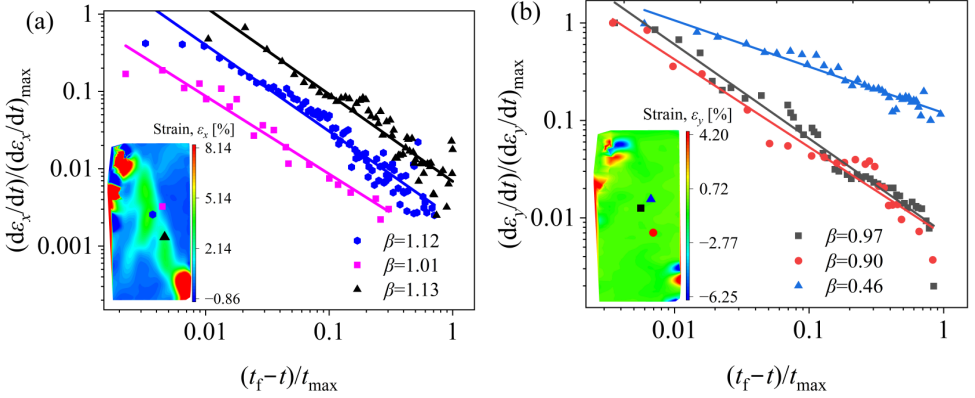 (a)
(dεx/dt)/(dεx/dt)max
1
0.1
0.01
0.001
0.01
0.1
1
(tf−t)/tmax
Strain, εx [%]
8.14
5.14
2.14
−0.86
β=1.12
β=1.01
β=1.13
(b)
(dεy/dt)/(dεy/dt)max
1
0.1
0.01
0.01
0.1
1
(tf−t)/tmax
Strain, εy [%]
4.20
0.72
−2.77
−6.25
β=0.97
β=0.90
β=0.46